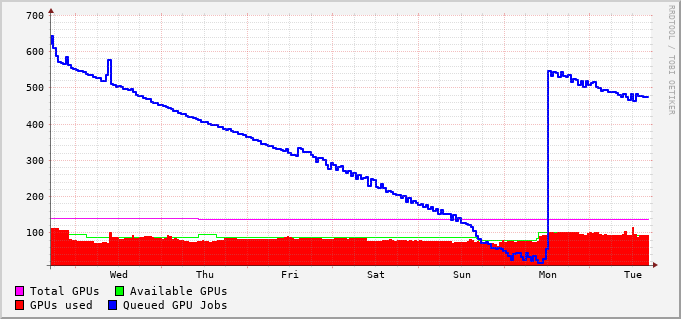 700
600
500
400
300
200
100
Wed Thu Fri Sat Sun Mon Tue
Total GPUs Available GPUs
GPUs used Queued GPU Jobs
RRDTOOL / TOBI OETIKER